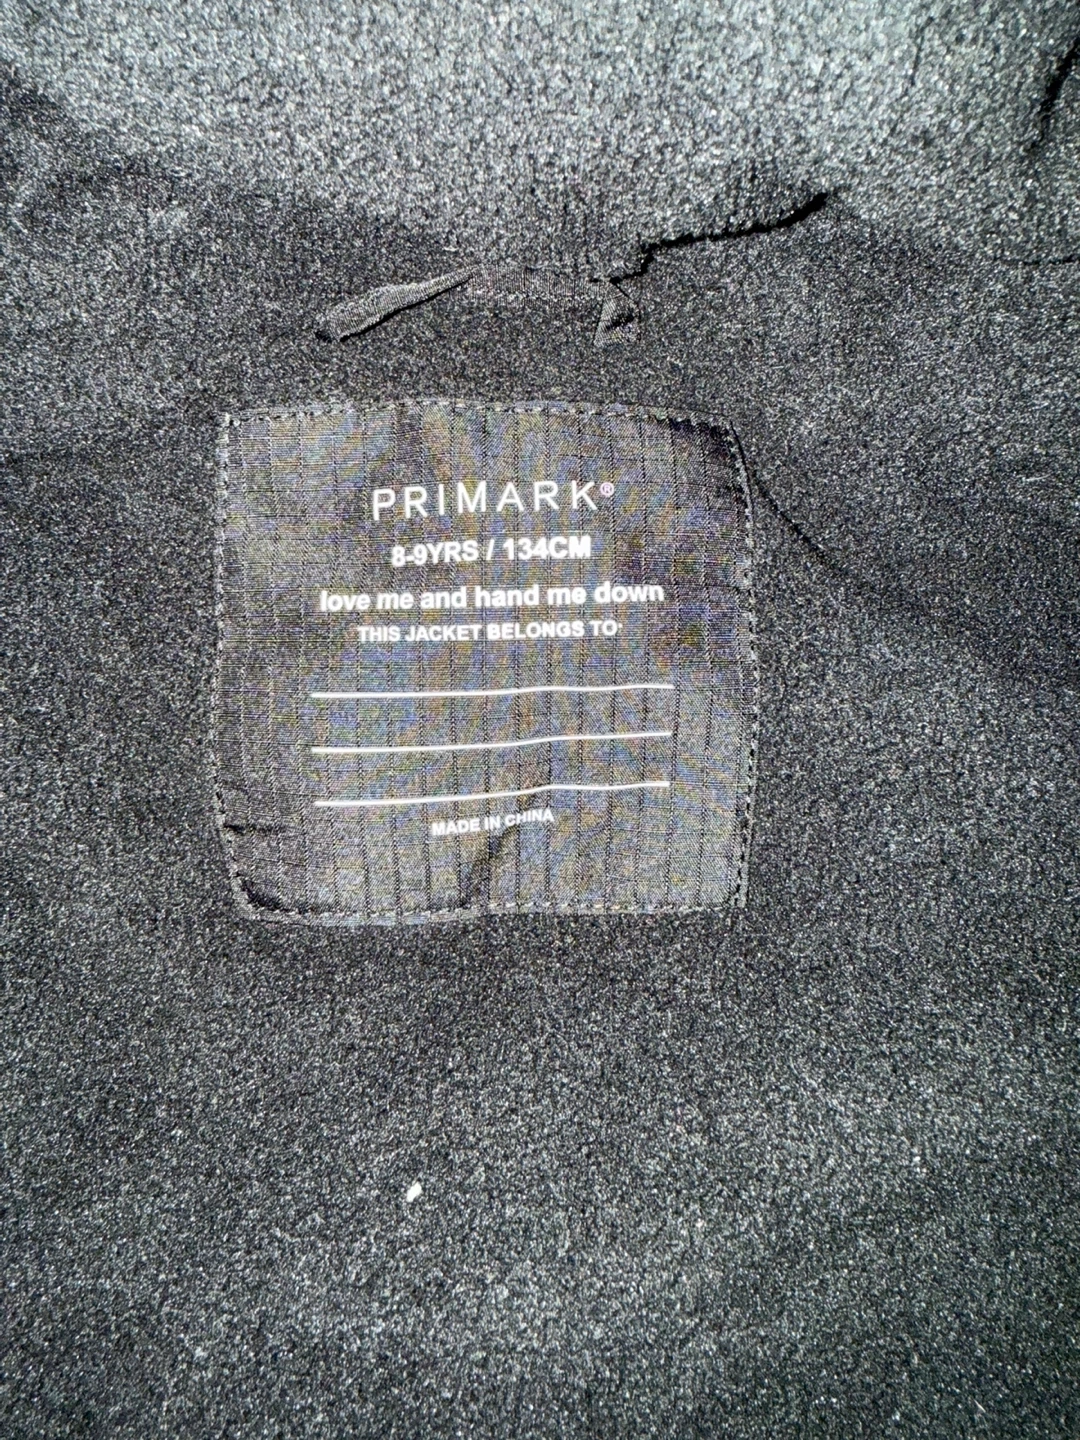 PRIMARK®
8-9YRS / 134CM
love me and hand me down
THIS JACKET BELONGS TO:
MADE IN CHINA